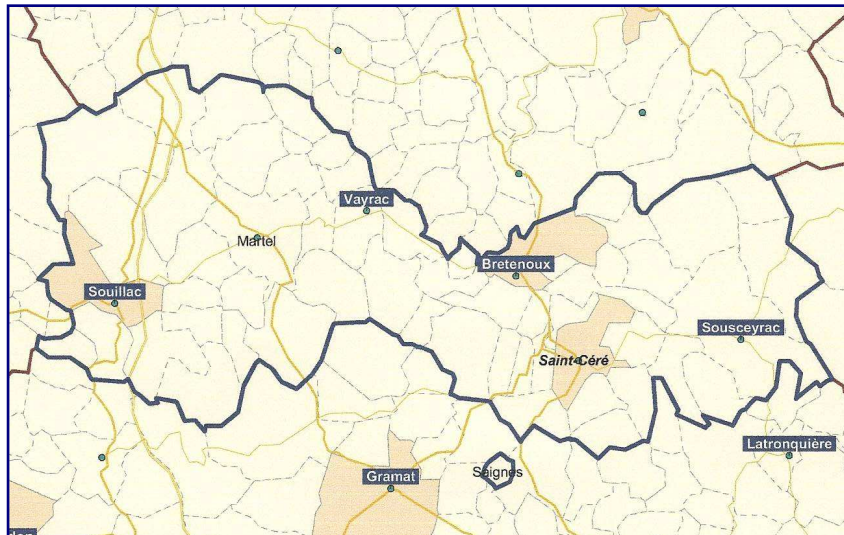 Vayrac
Martel
Bretenoux
Souillac
Sousceyrac
Saint-Céré
Latronquière
Saignes
Gramat